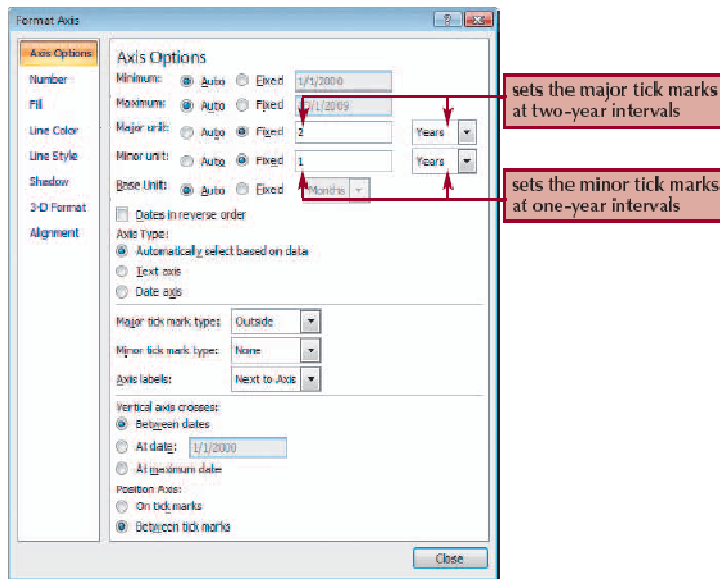 Format Axis
Axis Options
Number
Fill
Line Color
Line Style
Shadow
3-D Format
Alignment
Axis Options
Minimum: Auto Fixed 1/1/2000
Maximum: Auto Fixed /1/2009
Major unit: Auto Fixed 2 Years
Minor unit: Auto Fixed 1 Years
Base Unit: Auto Fixed Months
Dates in reverse order
Axis Type:
Automatically select based on data
Text axis
Date axis
Major tick mark type: Outside
Minor tick mark type: None
Axis labels: Next to Axis
Vertical axis crosses:
Between dates
At date: 1/1/2000
At maximum date
Position Axis:
On tick marks
Between tick marks
Close
sets the major tick marks
at two-year intervals
sets the minor tick marks
at one-year intervals